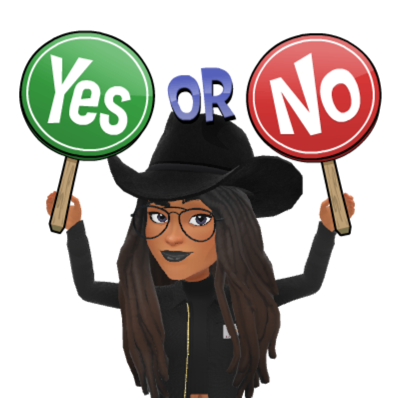 Yes OR No